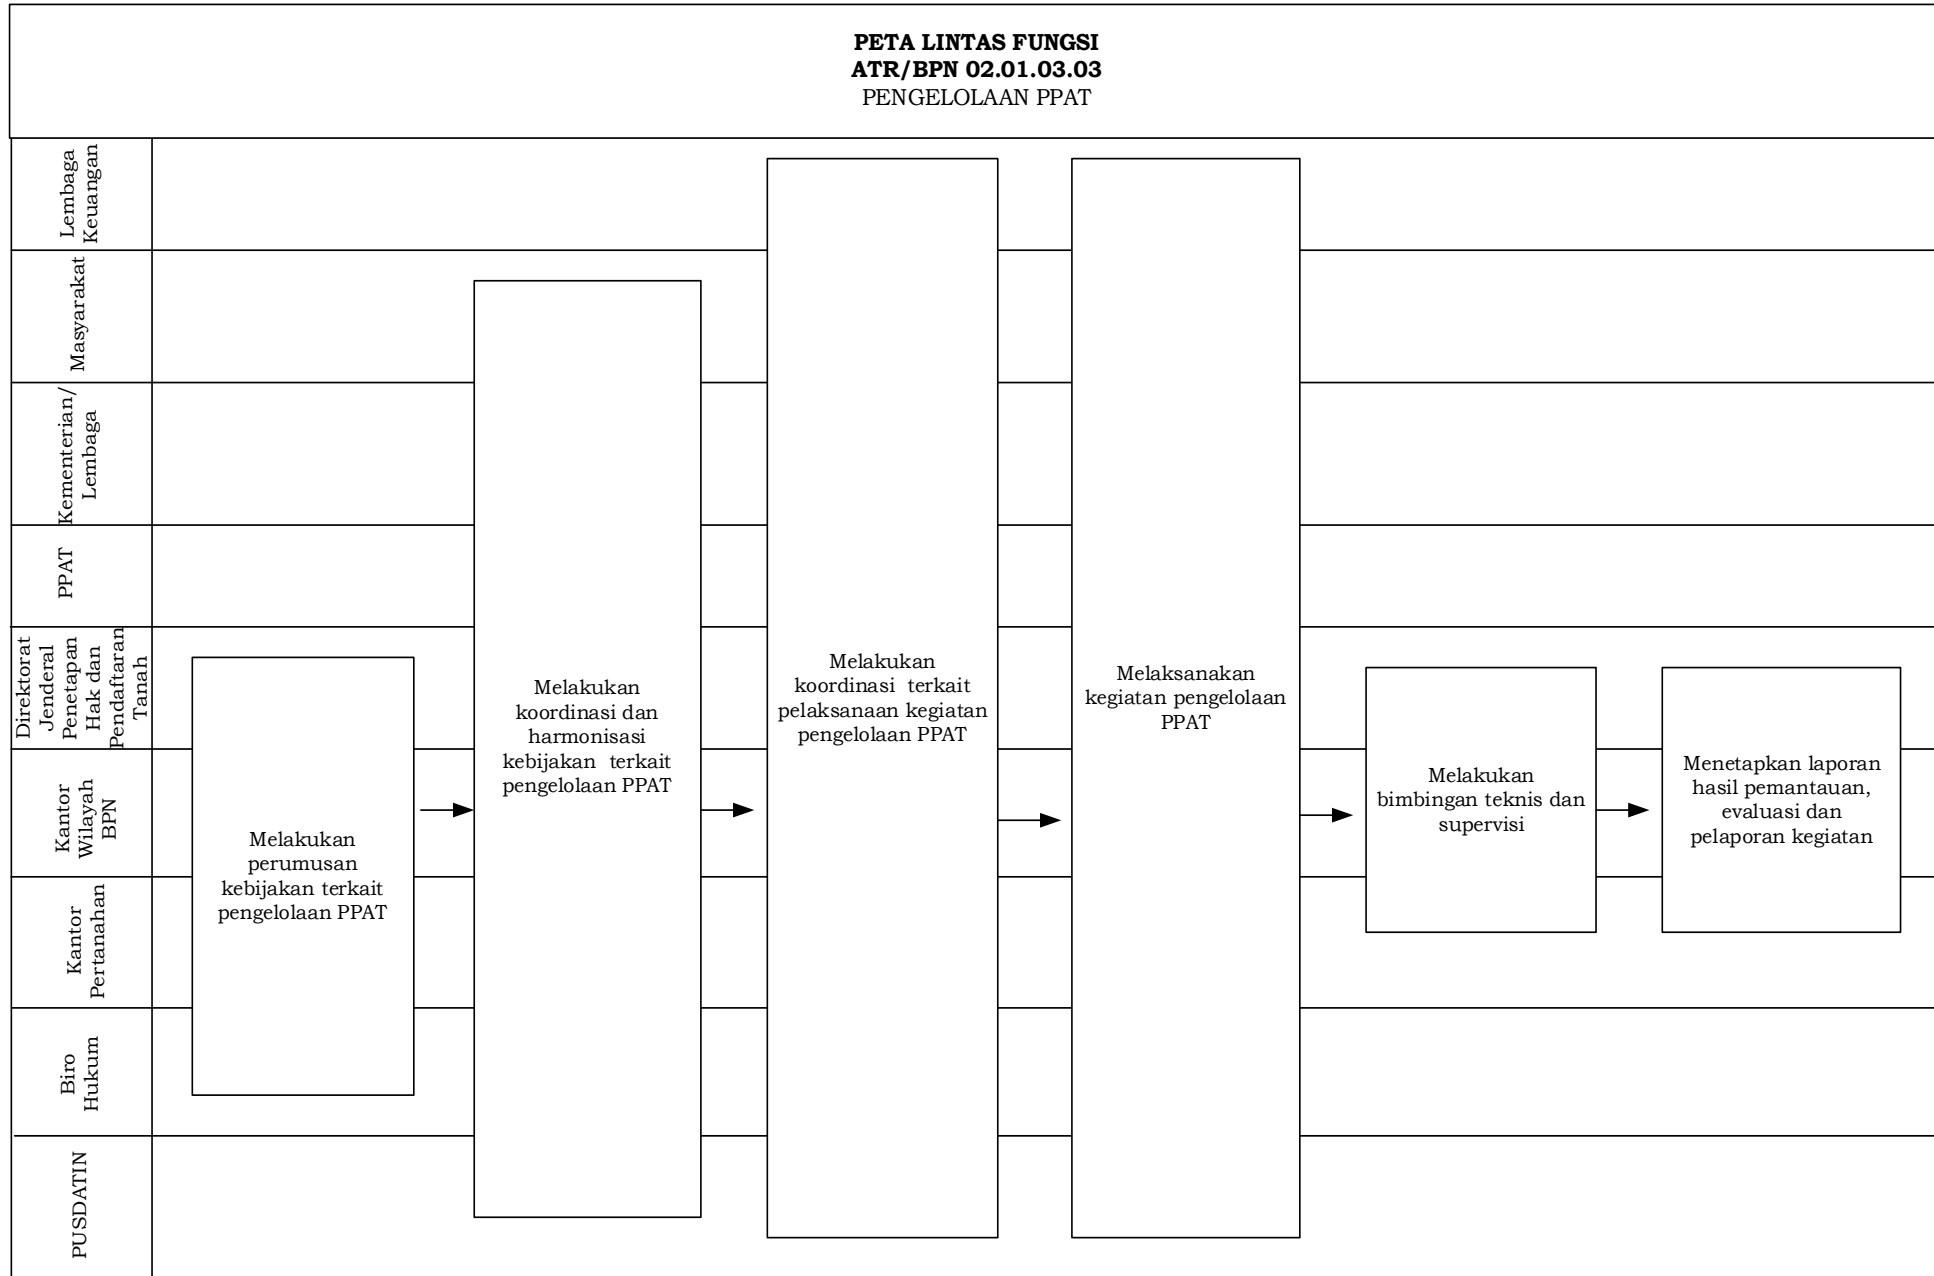 PETA LINTAS FUNGSI
ATR/BPN 02.01.03.03
PENGELOLAAN PPAT
Lembaga
Keuangan
Masyarakat
Kementerian/
Lembaga
PPAT
Direktorat
Jenderal
Penetapan
Hak dan
Pendaftaran
Tanah
Kantor
Wilayah
BPN
Kantor
Pertanahan
Biro
Hukum
PUSDATIN
Melakukan
perumusan
kebijakan terkait
pengelolaan PPAT
Melakukan
koordinasi dan
harmonisasi
kebijakan terkait
pengelolaan PPAT
Melakukan
koordinasi terkait
pelaksanaan kegiatan
pengelolaan PPAT
Melaksanakan
kegiatan pengelolaan
PPAT
Melakukan
bimbingan teknis dan
supervisi
Menetapkan laporan
hasil pemantauan,
evaluasi dan
pelaporan kegiatan